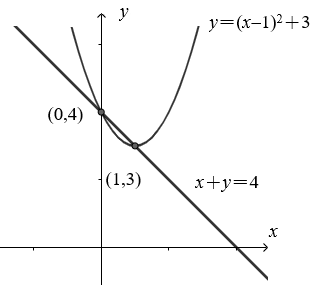 y
y=(x–1)²+3
(0,4)
(1,3)
x+y=4
x